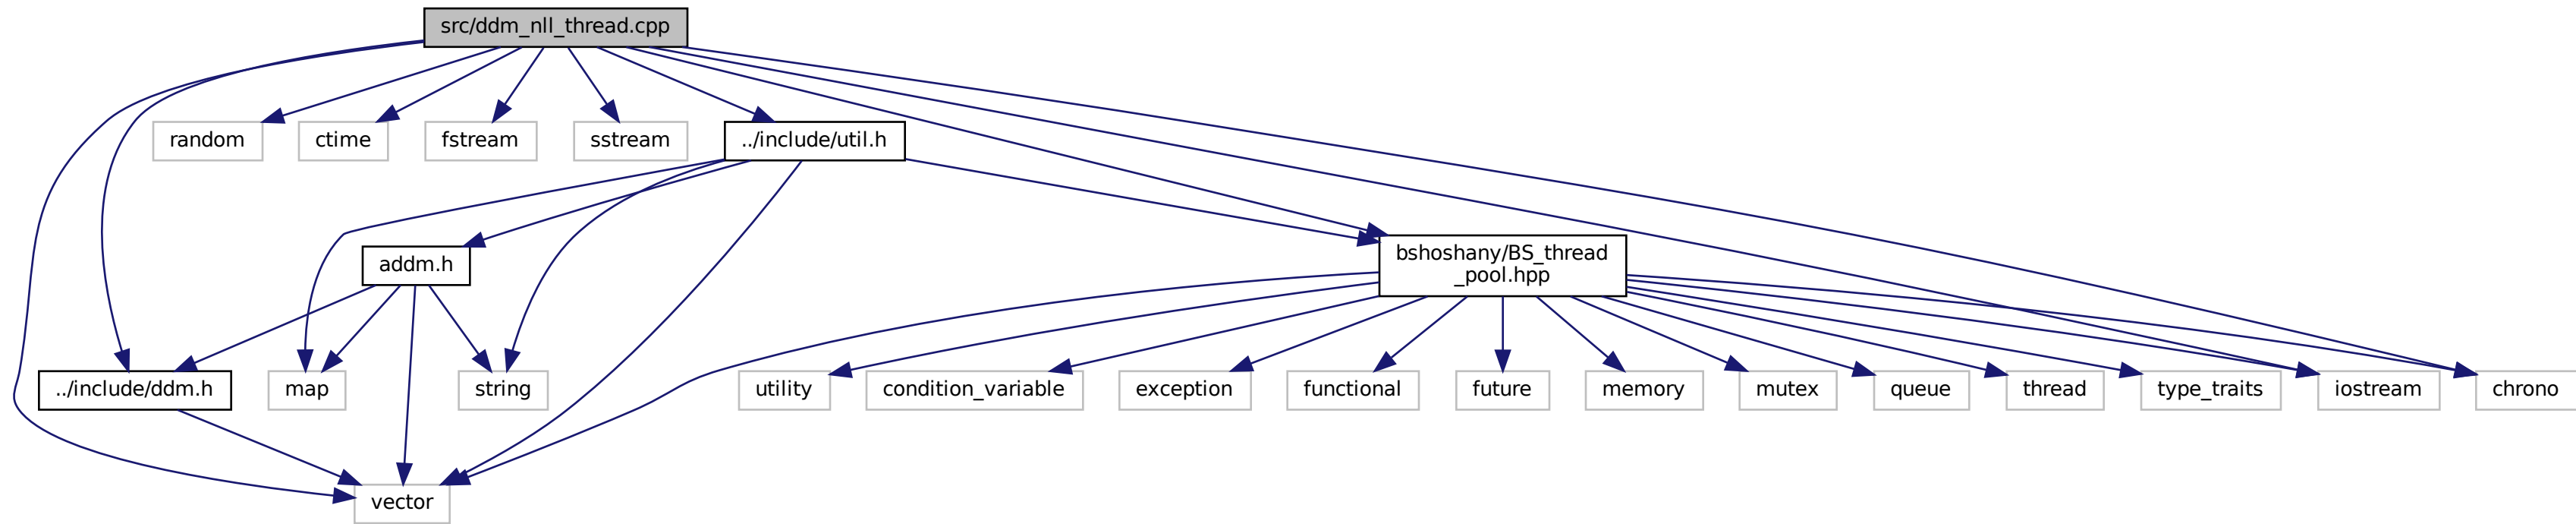 src/ddm_nll_thread.cpp
random
ctime
fstream
sstream
../include/util.h
addm.h
bshoshany/BS_thread
_pool.hpp
../include/ddm.h
map
string
utility
condition_variable
exception
functional
future
memory
mutex
queue
thread
type_traits
iostream
chrono
vector